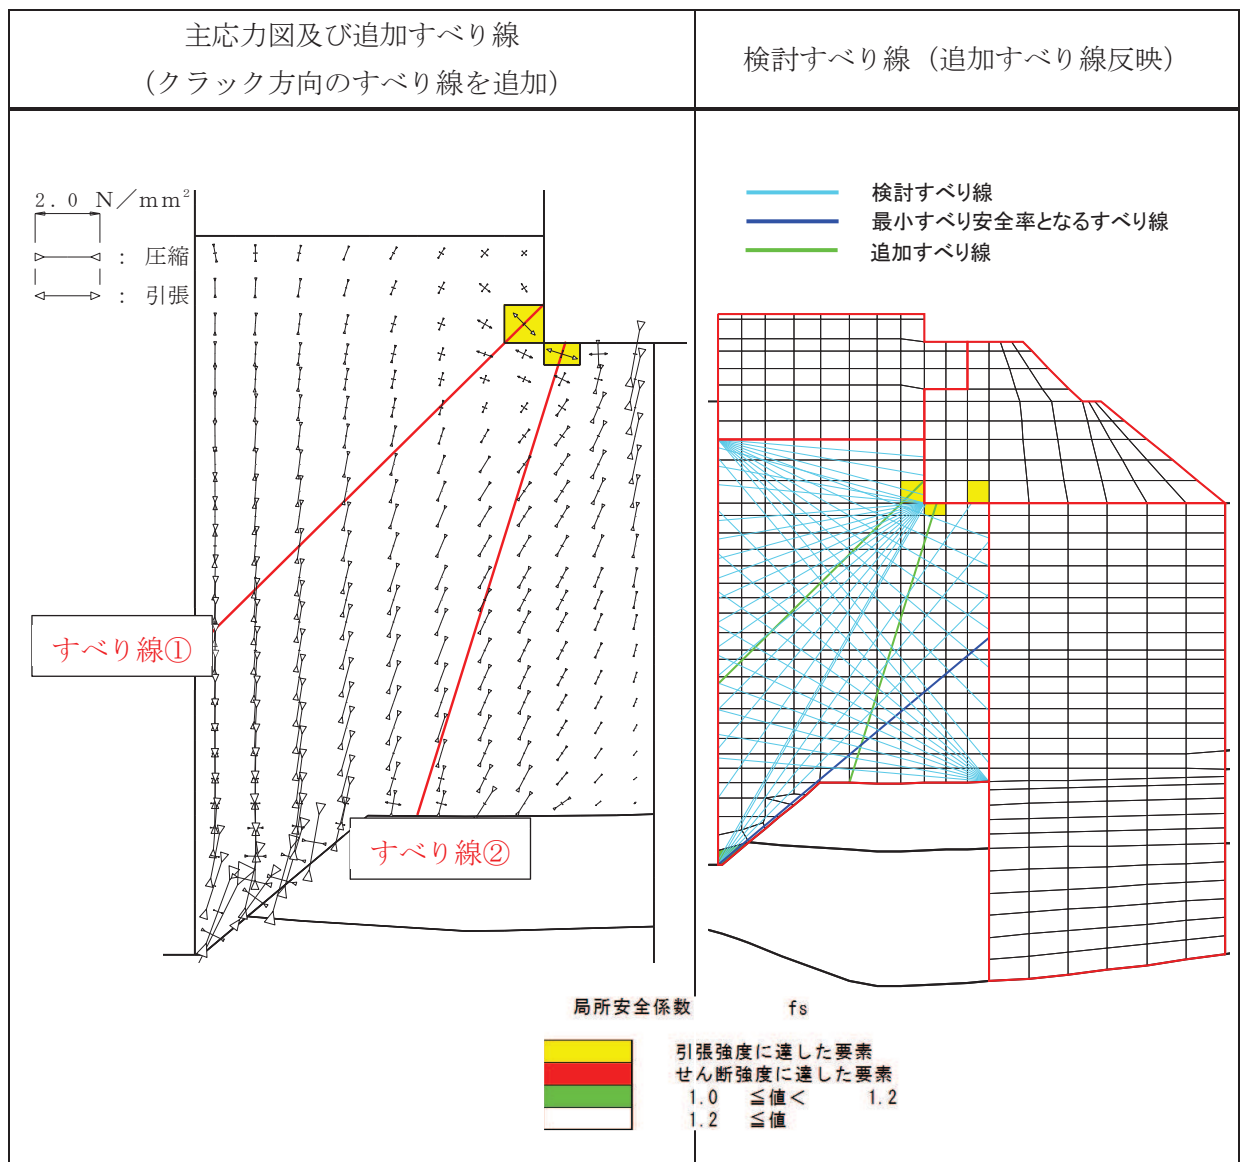 主応力図及び追加すべり線
（クラック方向のすべり線を追加）
検討すべり線（追加すべり線反映）
2.0 N／mm²
： 圧縮
： 引張
すべり線①
すべり線②
検討すべり線
最小すべり安全率となるすべり線
追加すべり線
局所安全係数 fs
引張強度に達した要素
せん断強度に達した要素
1.0 ≦値＜ 1.2
1.2 ≦値